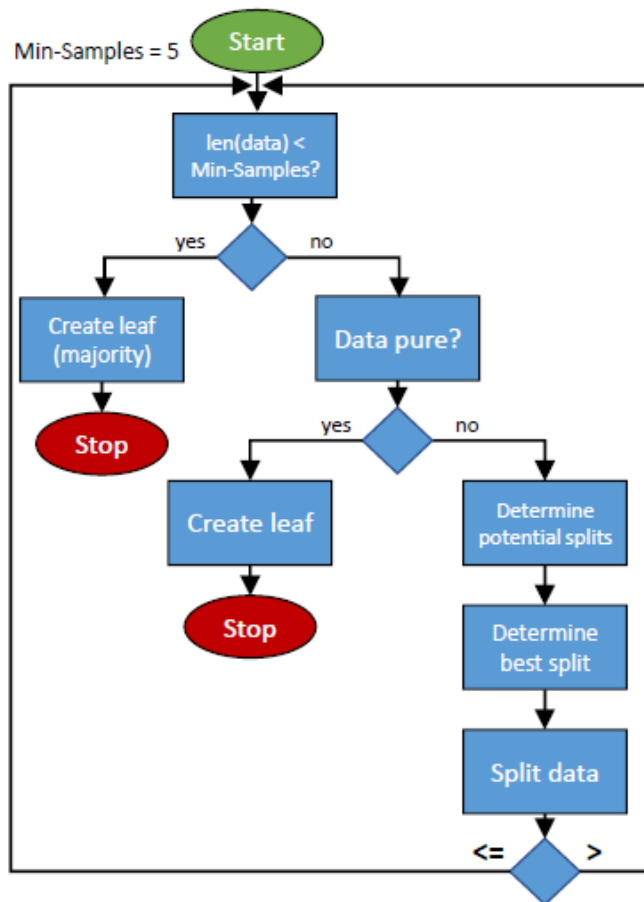 Start
Min-Samples = 5
len(data) <
Min-Samples?
yes
no
Create leaf
(majority)
Data pure?
Stop
yes
no
Create leaf
Determine
potential splits
Stop
Determine
best split
Split data
<=
>